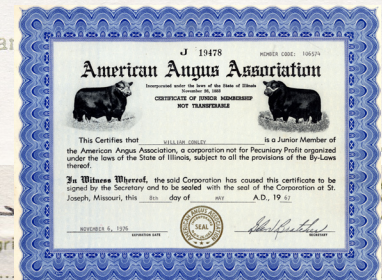 J 19478
MEMBER CODE: 106574
American Angus Association
Incorporated under the laws of the State of Illinois
November 21, 1883
CERTIFICATE OF JUNIOR MEMBERSHIP
NOT TRANSFERABLE
This Certifies that WILLIAM CONLEY is a Junior Member of
the American Angus Association, a corporation not for Pecuniary Profit organized
under the laws of the State of Illinois, subject to all the provisions of the By-Laws
thereof.
In Witness Whereof, the said Corporation has caused this certificate to be
signed by the Secretary and to be sealed with the seal of the Corporation at St.
Joseph, Missouri, this 8th day of MAY A.D., 19 67
NOVEMBER 6, 1976
EXPIRATION DATE
SEAL
SECRETARY